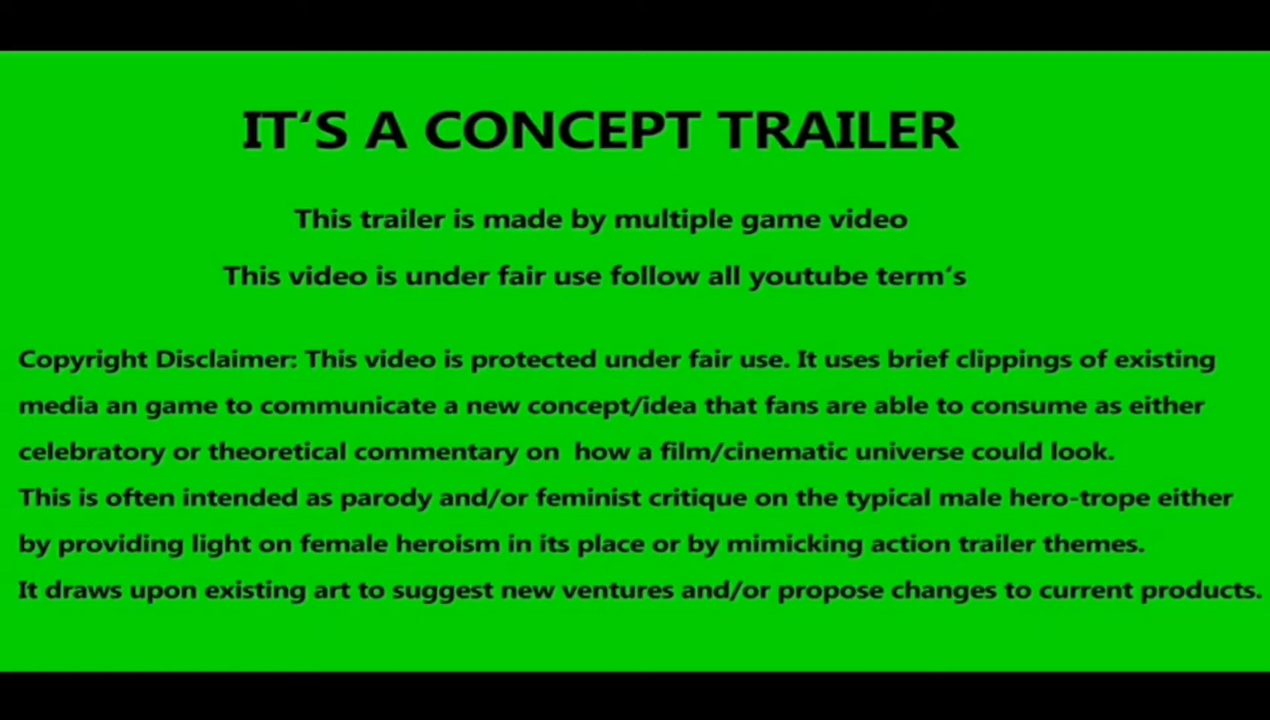 IT‘S A CONCEPT TRAILER
This trailer is made by multiple game video
This video is under fair use follow all youtube term‘s
Copyright Disclaimer: This video is protected under fair use. It uses brief clippings of existing
media an game to communicate a new concept/idea that fans are able to consume as either
celebratory or theoretical commentary on how a film/cinematic universe could look.
This is often intended as parody and/or feminist critique on the typical male hero-trope either
by providing light on female heroism in its place or by mimicking action trailer themes.
It draws upon existing art to suggest new ventures and/or propose changes to current products.